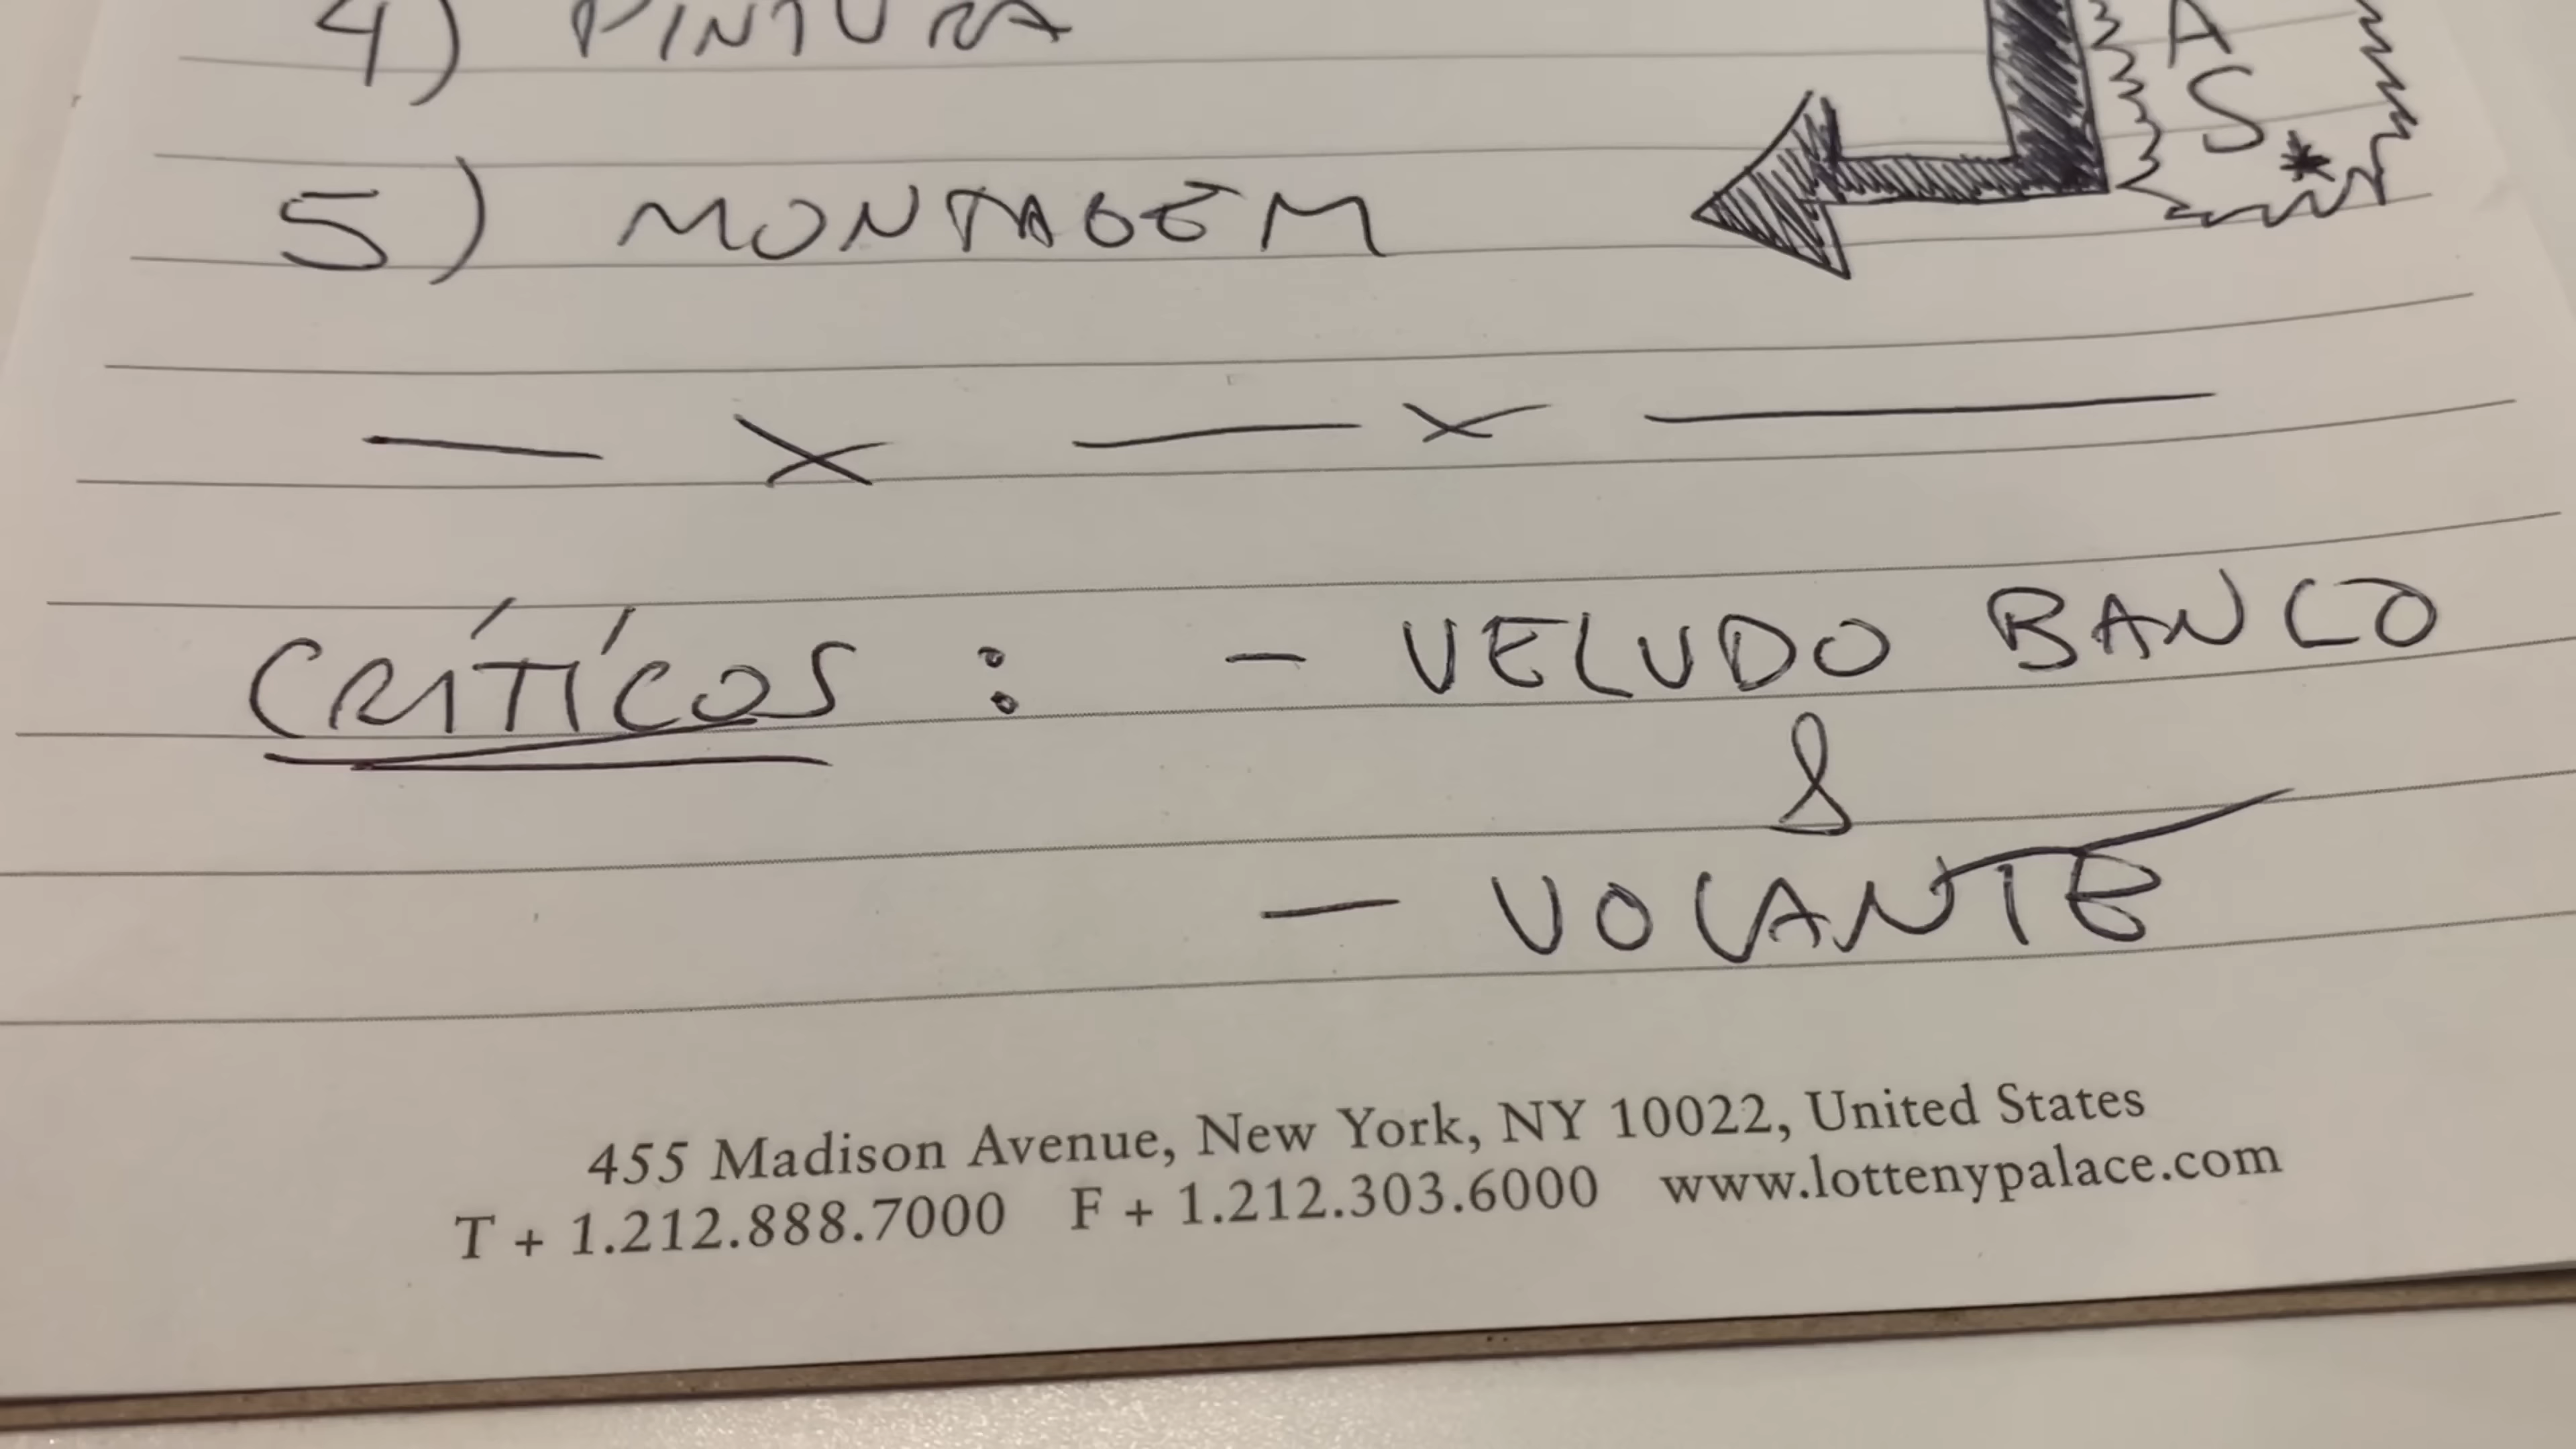 4) PINTURA
A
S
*
5) MONTAGEM
— X — X —
CRÍTÍCOS : - VELUDO BANCO
&
- VOLANTE
455 Madison Avenue, New York, NY 10022, United States
T + 1.212.888.7000 F + 1.212.303.6000 www.lottenypalace.com